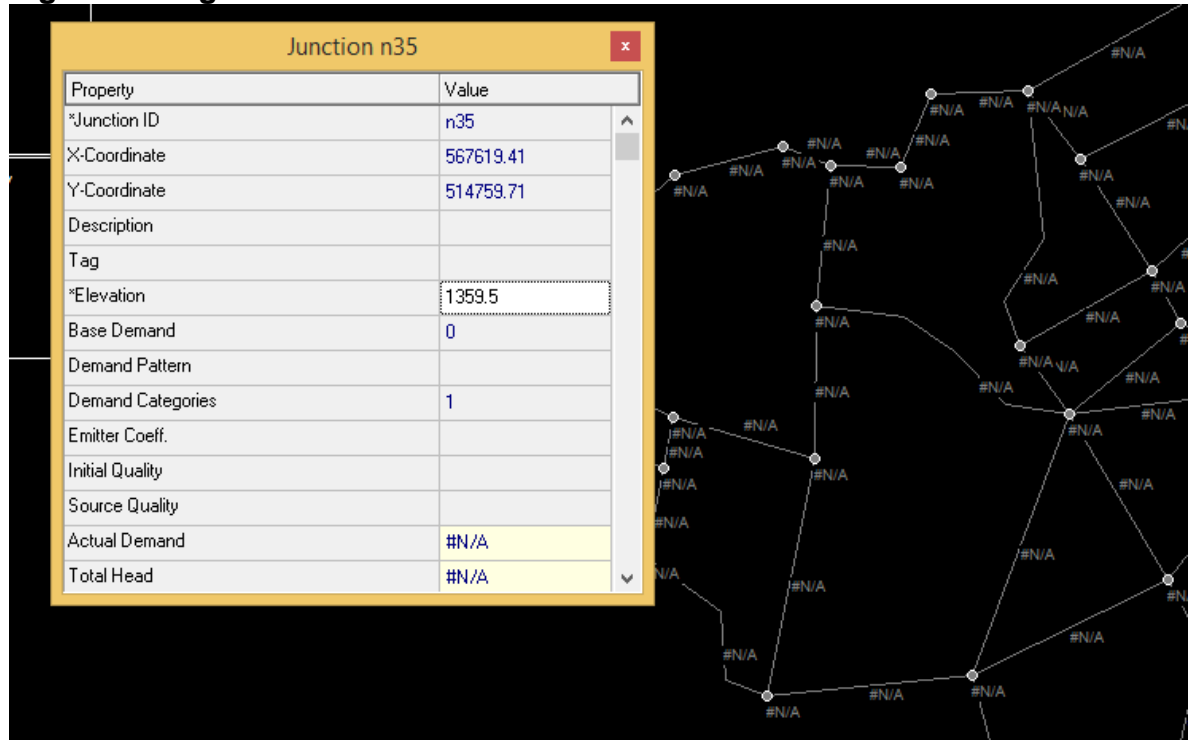 Junction n35
x
Property Value
*Junction ID n35
X-Coordinate 567619.41
Y-Coordinate 514759.71
Description
Tag
*Elevation 1359.5
Base Demand 0
Demand Pattern
Demand Categories 1
Emitter Coeff.
Initial Quality
Source Quality
Actual Demand #N/A
Total Head #N/A
#N/A
#N/A #N/A #N/A N/A
#N/A #N/A #N/A
#N/A #N/A #N/A
#N/A #N/A #N/A
#N/A #N/A
#N/A
#N/A #N/A
#N/A #N/A
#N/A N/A #N/A
#N/A #N/A #N/A
#N/A #N/A #N/A
#N/A
#N/A #N/A #N/A
#N/A
#N/A
N/A #N/A
#N/A
#N/A
#N/A #N/A
#N/A